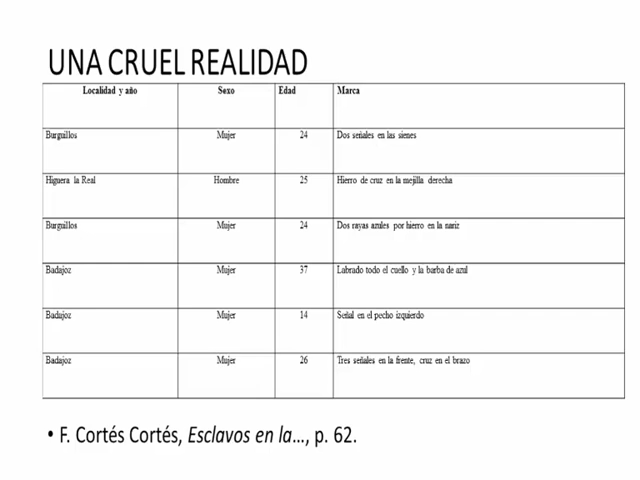 UNA CRUEL REALIDAD
Localidad y año Sexo Edad Marca
Burguillos Mujer 24 Dos señales en las sienes
Higuera la Real Hombre 25 Hierro de cruz en la mejilla derecha
Burguillos Mujer 24 Dos rayas azules por hierro en la nariz
Badajoz Mujer 37 Labrado todo el cuello y la barba de azul
Badajoz Mujer 14 Señal en el pecho izquierdo
Badajoz Mujer 26 Tres señales en la frente, cruz en el brazo
• F. Cortés Cortés, Esclavos en la…, p. 62.